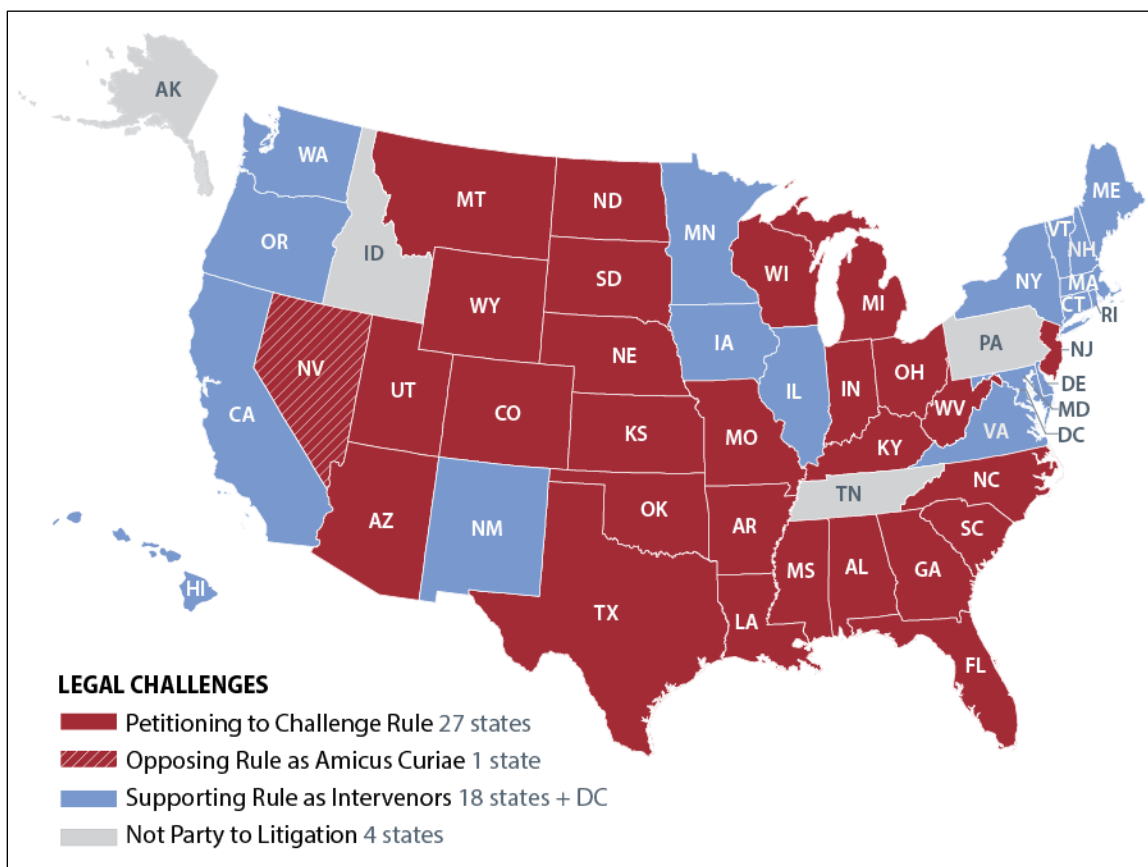 AK
WA
ME
MT
ND
VT
MN
OR
NH
ID
WI
NY
MA
SD
MI
CT
RI
WY
PA
IA
NJ
NE
NV
OH
IN
DE
UT
IL
CA
CO
WV
MD
KS
MO
VA
DC
KY
NC
TN
OK
AZ
NM
AR
SC
MS
AL
GA
HI
TX
LA
FL
LEGAL CHALLENGES
Petitioning to Challenge Rule 27 states
Opposing Rule as Amicus Curiae 1 state
Supporting Rule as Intervenors 18 states + DC
Not Party to Litigation 4 states